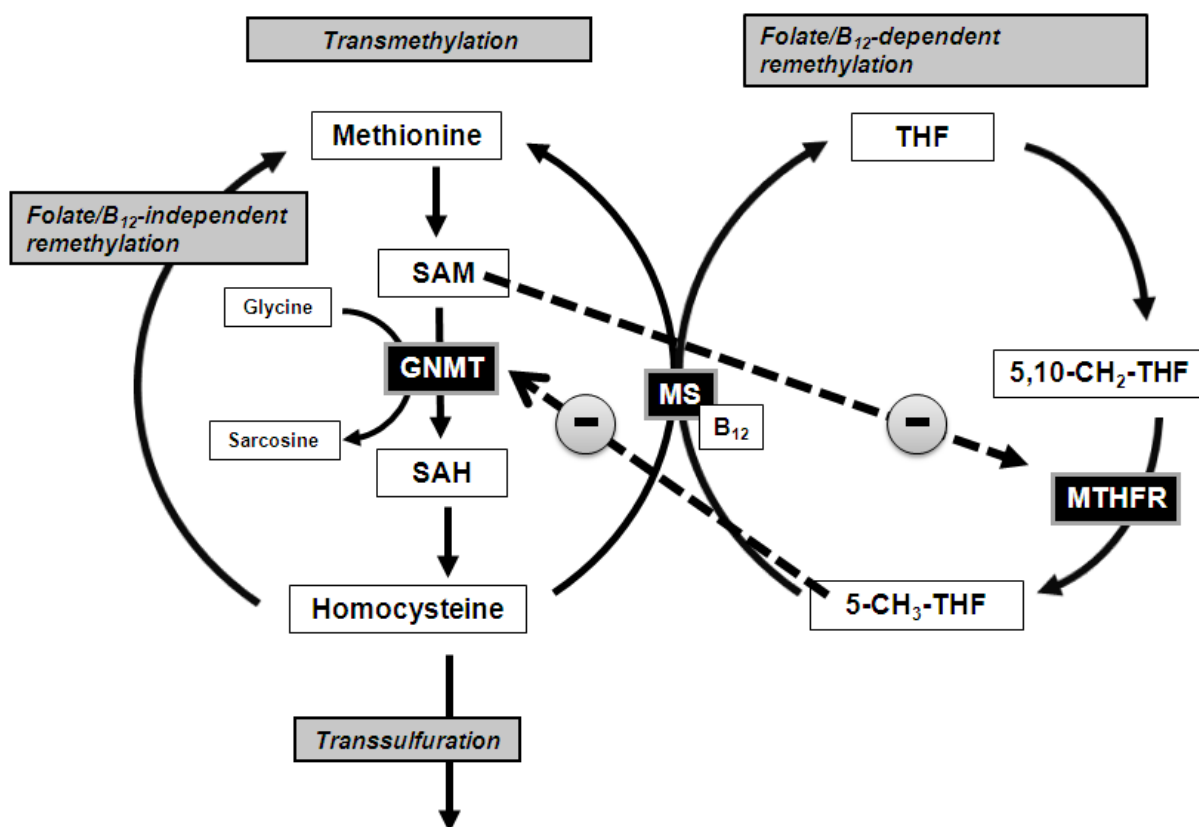 Transmethylation
Folate/B₁₂-dependent
remethylation
Methionine
THF
Folate/B₁₂-independent
remethylation
SAM
Glycine
GNMT
MS
B₁₂
5,10-CH₂-THF
-
-
Sarcosine
SAH
MTHFR
Homocysteine
5-CH₃-THF
Transsulfuration